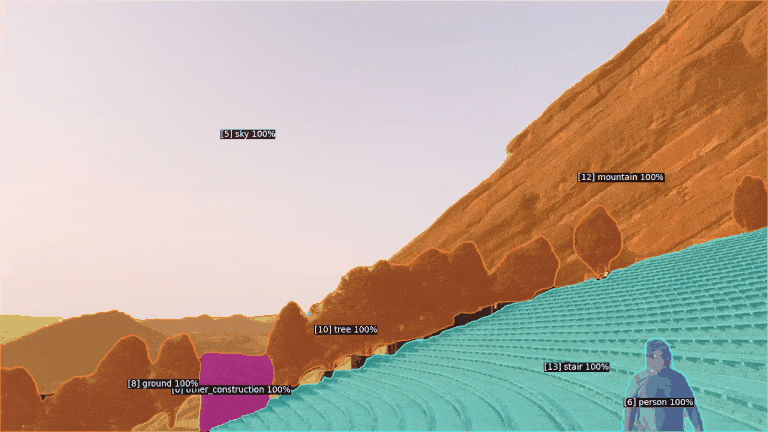 [5] sky 100%
[12] mountain 100%
[10] tree 100%
[13] stair 100%
[8] ground 100%
other_construction 100%
[6] person 100%